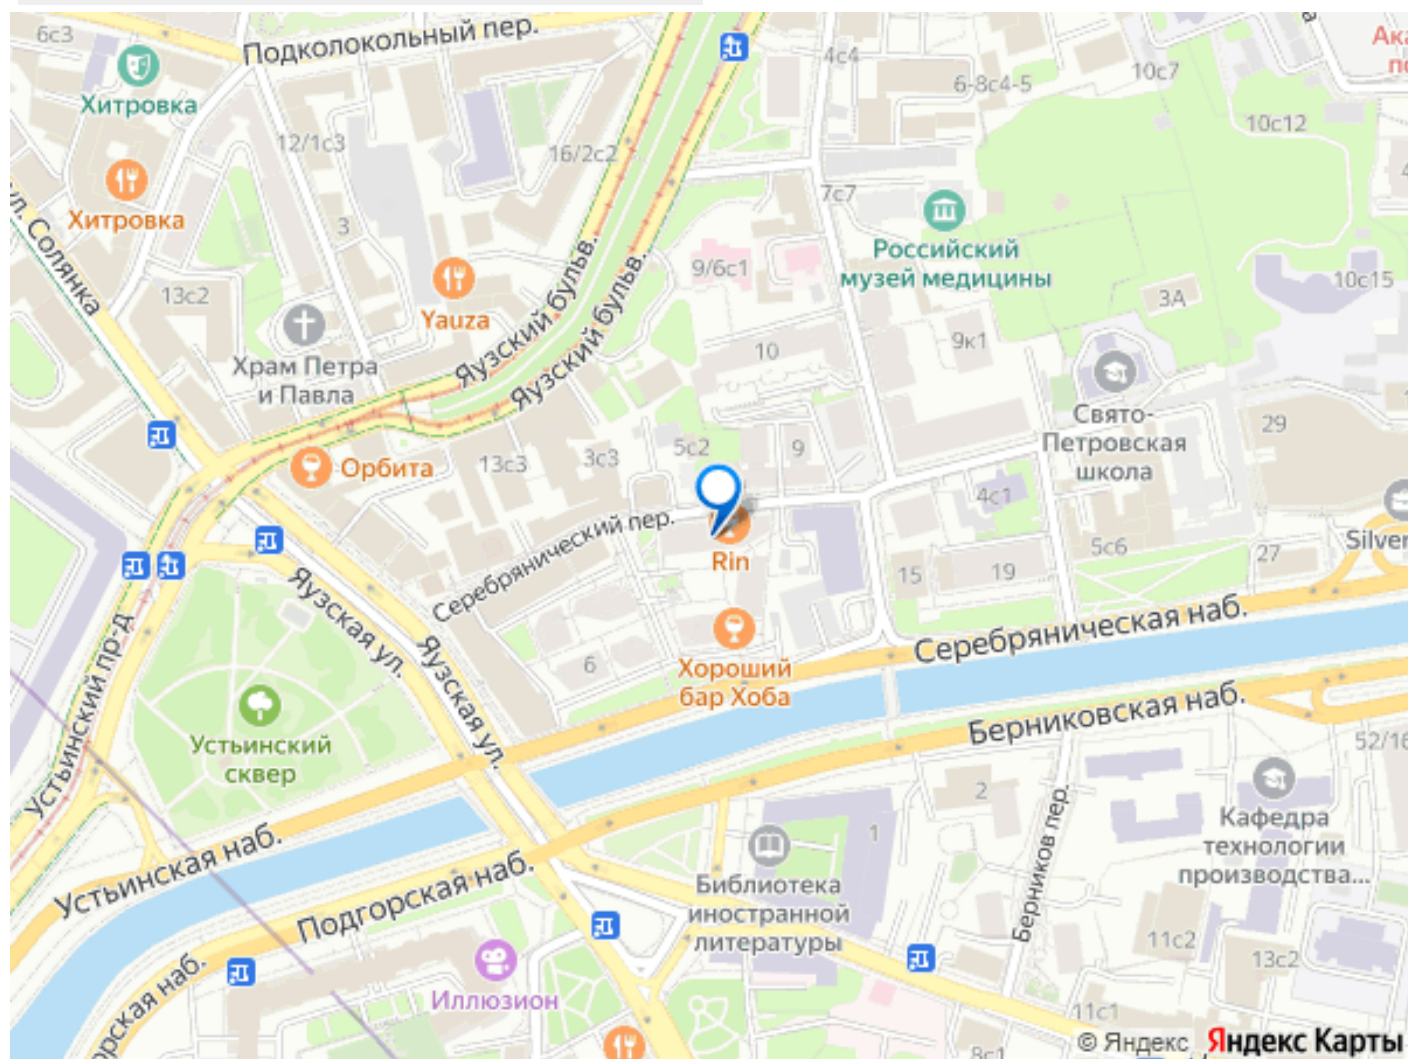 6с3
Подколокольный пер.
4с4
Ака
по
Хитровка
6-8с4-5
10с7
10с12
12/1с3
16/2с2
7с7
Хитровка
ул. Солянка
3
Российский
музей медицины
9/6с1
10с15
3А
13с2
Yauza
Яузский бульв.
Яузский бульв.
Храм Петра
и Павла
10
9к1
Свято-
Петровская
школа
29
Орбита
13с3
3с3
5с2
9
4с1
Серебрянический пер.
Rin
Silver
5с6
27
15
19
Яузская ул.
Яузская ул.
Серебряническая наб.
Хороший
бар Хоба
6
Устьинский пр-д
Устьинский
сквер
Берниковская наб.
52/16
2
Берников пер.
Кафедра
технологии
производства...
1
Устьинская наб.
Подгорская наб.
Библиотека
иностранной
литературы
11с2
13с2
Иллюзион
орская наб.
11с1
8с1
© Яндекс Яндекс Карты